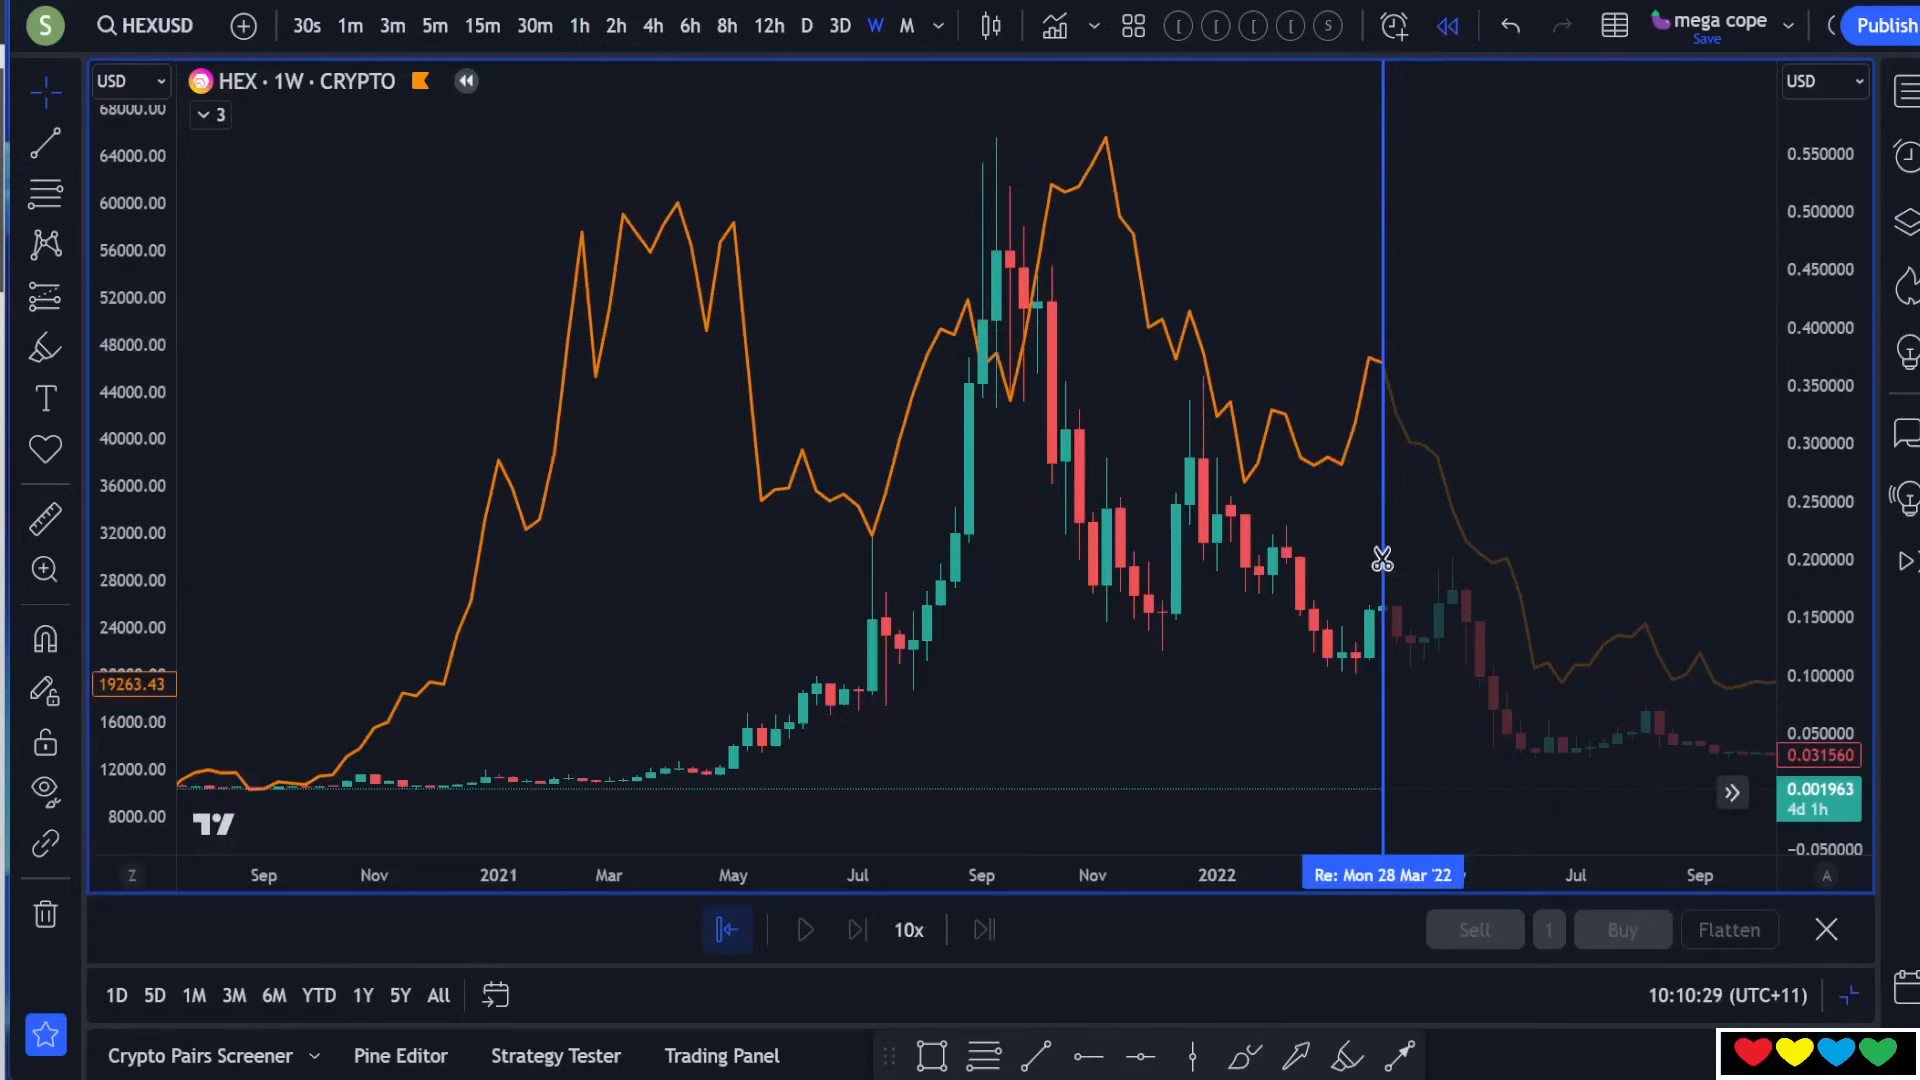 S HEXUSD 30s 1m 3m 5m 15m 30m 1h 2h 4h 6h 8h 12h D 3D W M [ [ [ [ S mega cope Publish
Save
USD HEX · 1W · CRYPTO USD
3
68000.00
64000.00 0.550000
60000.00 0.500000
56000.00 0.450000
52000.00 0.400000
48000.00 0.350000
44000.00 0.300000
40000.00 0.250000
36000.00 0.200000
32000.00 0.150000
28000.00 0.100000
24000.00 0.050000
19263.43 0.031560
16000.00 0.001963
12000.00 4d 1h
8000.00 −0.050000
Z Sep Nov 2021 Mar May Jul Sep Nov 2022 Re: Mon 28 Mar '22 Jul Sep A
10x Sell 1 Buy Flatten
1D 5D 1M 3M 6M YTD 1Y 5Y All 10:10:29 (UTC+11)
Crypto Pairs Screener Pine Editor Strategy Tester Trading Panel